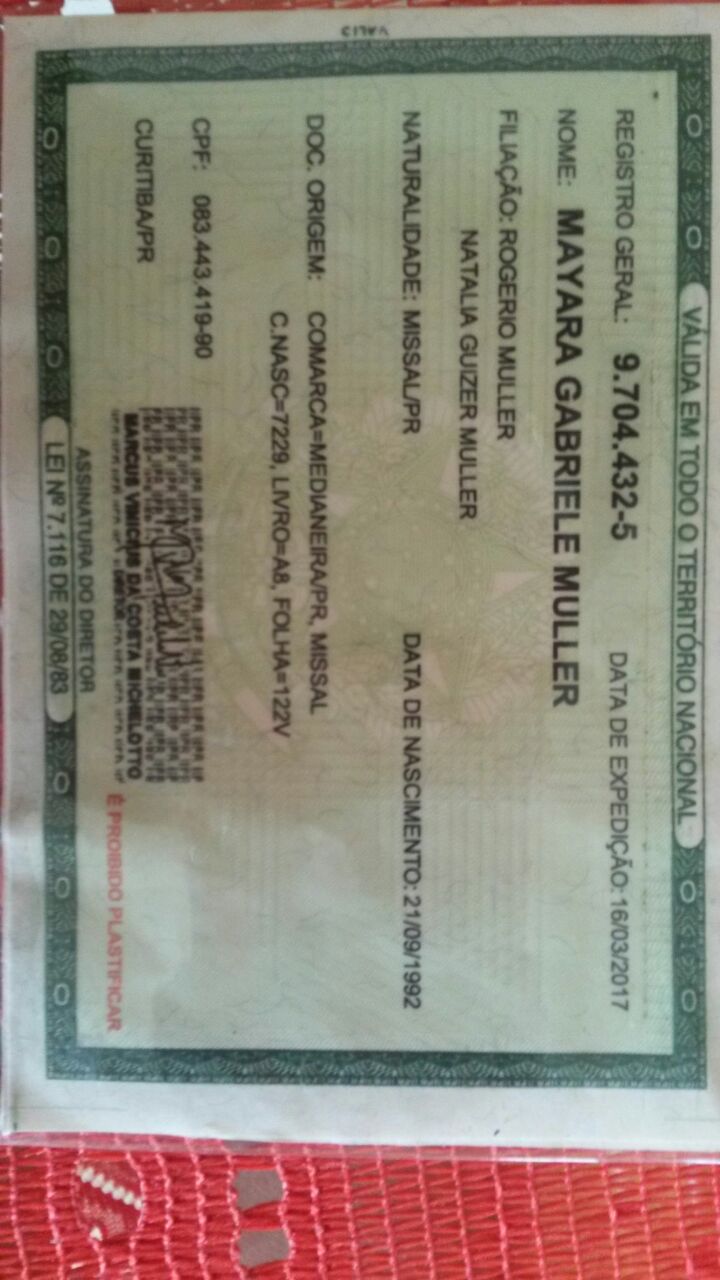 VÁLIDA EM TODO O TERRITÓRIO NACIONAL
REGISTRO GERAL: 9.704.432-5 DATA DE EXPEDIÇÃO: 16/03/2017
NOME: MAYARA GABRIELE MULLER
FILIAÇÃO: ROGERIO MULLER
NATALIA GUIZER MULLER
NATURALIDADE: MISSAL/PR DATA DE NASCIMENTO: 21/09/1992
DOC. ORIGEM: COMARCA=MEDIANEIRA/PR, MISSAL
C.NASC=7229, LIVRO=A8, FOLHA=122V
CPF: 083.443.419-90
CURITIBA/PR
MARCUS VINICIUS DA COSTA MICHELOTTO
É PROIBIDO PLASTIFICAR
ASSINATURA DO DIRETOR
LEI Nº 7.116 DE 29/08/83